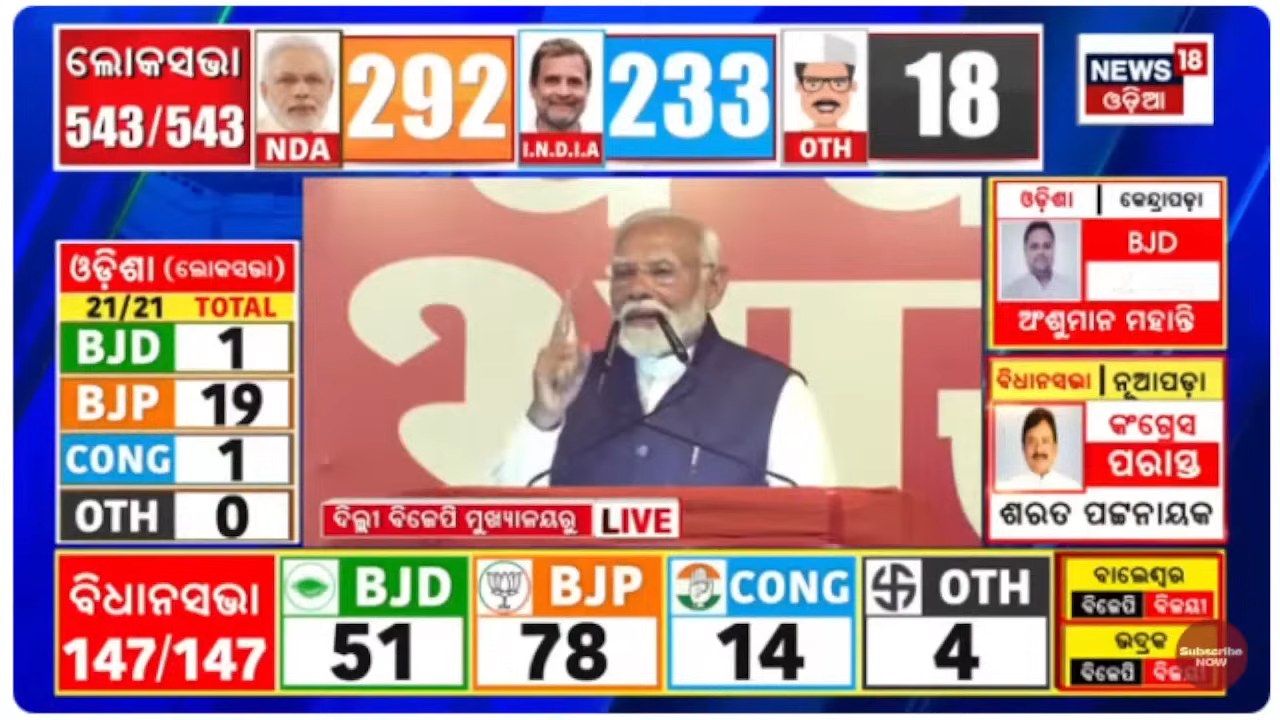 ଲୋକସଭା
543/543
NDA
292
I.N.D.I.A
233
OTH
18
NEWS 18
ଓଡ଼ିଆ
ଓଡ଼ିଶା (ଲୋକସଭା)
21/21 TOTAL
BJD 1
BJP 19
CONG 1
OTH 0
ଦିଲ୍ଲୀ ବିଜେପି ମୁଖ୍ୟାଳୟରୁ LIVE
ଓଡ଼ିଶା | କେନ୍ଦ୍ରାପଡ଼ା
BJD
ଅଂଶୁମାନ ମହାନ୍ତି
ବିଧାନସଭା | ନୂଆପଡ଼ା
କଂଗ୍ରେସ
ପରାସ୍ତ
ଶରତ ପଟ୍ଟନାୟକ
ବିଧାନସଭା
147/147
BJD
51
BJP
78
CONG
14
OTH
4
ବାଲେଶ୍ୱର
ବିଜେପି ବିଜୟୀ
ଭଦ୍ରକ
ବିଜେପି
Subscribe
NOW